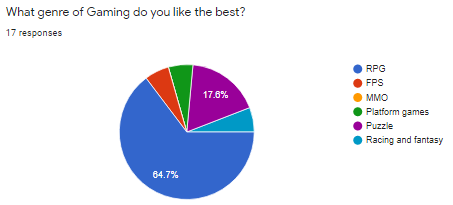 What genre of Gaming do you like the best?
17 responses
17.6%
64.7%
RPG
FPS
MMO
Platform games
Puzzle
Racing and fantasy